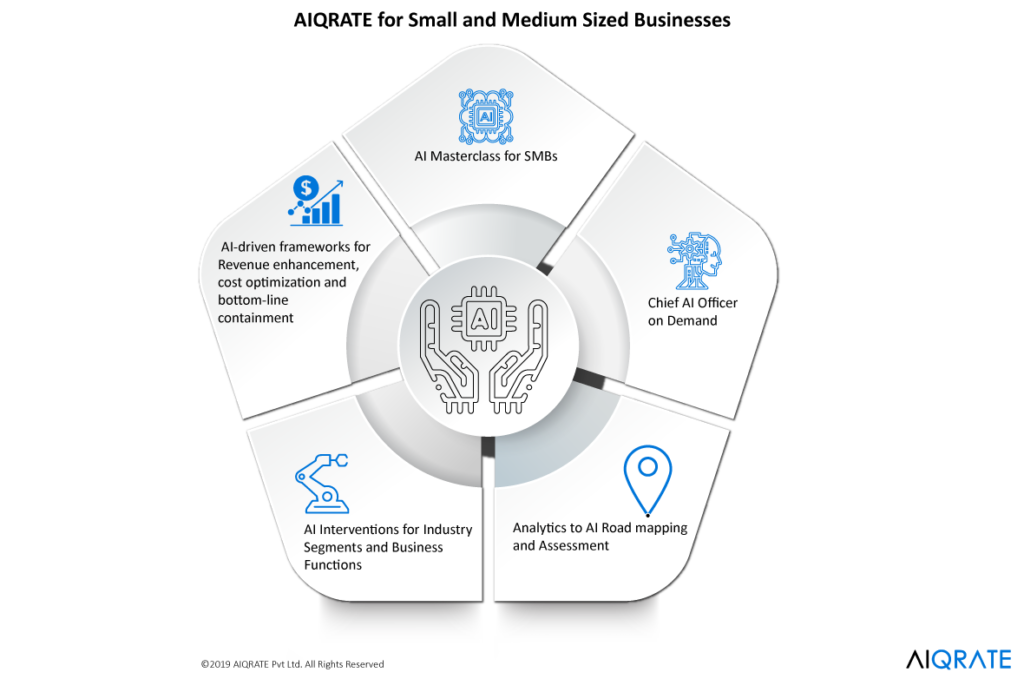 AIQRATE for Small and Medium Sized Businesses
AI
AI Masterclass for SMBs
$
AI-driven frameworks for
Revenue enhancement,
cost optimization and
bottom-line
containment
Chief AI Officer
on Demand
AI
AI Interventions for Industry
Segments and Business
Functions
Analytics to AI Road mapping
and Assessment
©2019 AIQRATE Pvt Ltd. All Rights Reserved
AIQRATE